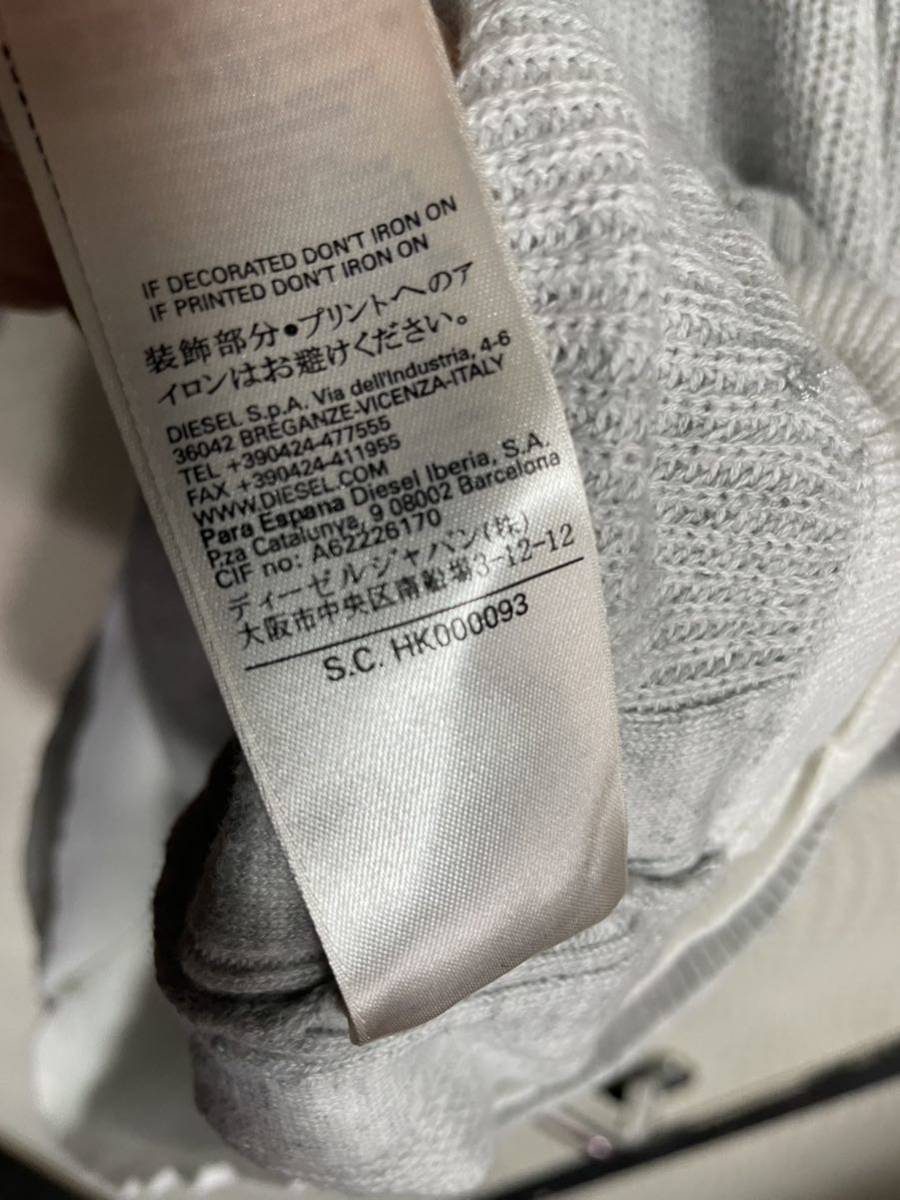 IF DECORATED DON'T IRON ON
IF PRINTED DON'T IRON ON
装飾部分●プリントへのア
イロンはお避けください。
DIESEL S.p.A. Via dell'Industria, 4-6
36042 BREGANZE-VICENZA-ITALY
TEL +390424-477555
FAX +390424-411955
WWW.DIESEL.COM
Para Espana Diesel Iberia, S.A.
Pza Catalunya, 9 08002 Barcelona
CIF no: A62226170
ディーゼルジャパン(株)
大阪市中央区南船場3-12-12
S.C. HK000093